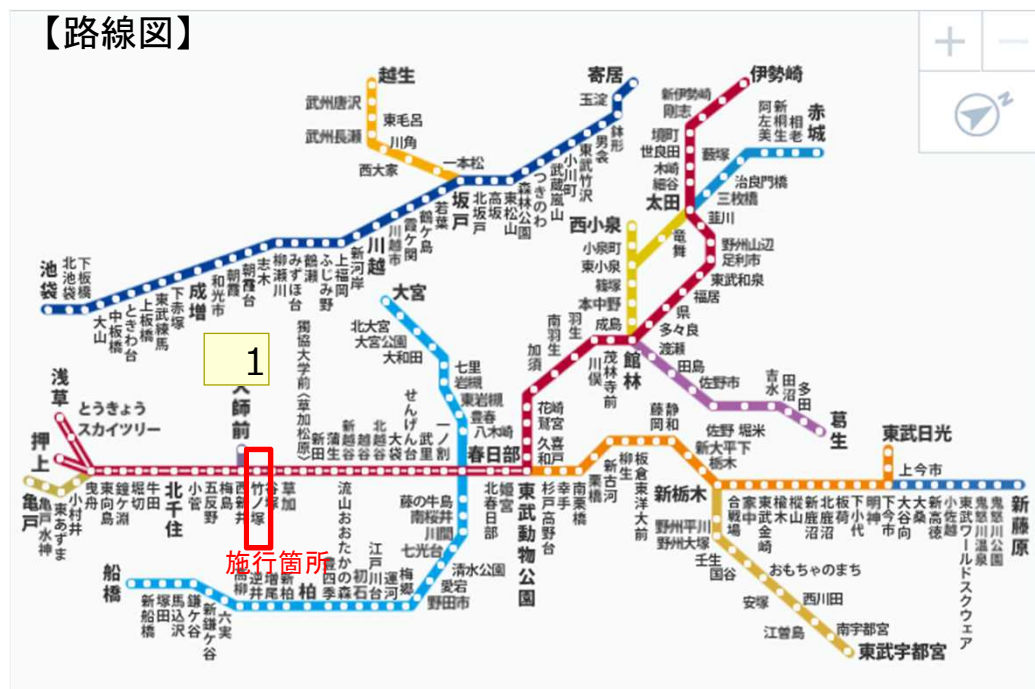 【路線図】
越生
武州唐沢
東毛呂
武州長瀬
川角
西大家
一本松
寄居
玉淀
鉢形
男衾
東武竹沢
小川町
武蔵嵐山
つきのわ
森林公園
東松山
高坂
北坂戸
坂戸
若葉
鶴ヶ島
霞ヶ関
川越市
川越
新河岸
上福岡
ふじみ野
鶴瀬
みずほ台
柳瀬川
志木
朝霞台
朝霞
和光市
成増
下赤塚
東武練馬
上板橋
ときわ台
中板橋
大山
下板橋
北池袋
池袋
伊勢崎
新伊勢崎
剛志
境町
世良田
木崎
細谷
太田
赤城
相老
新桐生
阿左美
藪塚
治良門橋
三枚橋
韮川
野州山辺
足利市
東武和泉
福居
県
多々良
西小泉
小泉町
東小泉
竜舞
篠塚
本中野
成島
館林
渡瀬
田島
佐野市
佐野
堀米
吉水
田沼
多田
葛生
茂林寺前
川俣
羽生
南羽生
加須
花崎
鷲宮
久喜
和戸
東武動物公園
姫宮
北春日部
春日部
一ノ割
武里
せんげん台
大袋
北越谷
越谷
新越谷
蒲生
新田
獨協大学前〈草加松原〉
草加
谷塚
竹ノ塚
西新井
大師前
梅島
五反野
小菅
北千住
牛田
堀切
鐘ヶ淵
東向島
曳舟
とうきょう
スカイツリー
浅草
押上
小村井
東あずま
亀戸水神
亀戸
1
施行箇所
大宮
北大宮
大宮公園
大和田
七里
岩槻
東岩槻
豊春
八木崎
藤の牛島
南桜井
川間
七光台
清水公園
愛宕
野田市
梅郷
運河
江戸川台
初石
流山おおたかの森
豊四季
柏
新柏
増尾
逆井
高柳
六実
新鎌ヶ谷
鎌ヶ谷
馬込沢
塚田
新船橋
船橋
杉戸高野台
幸手
南栗橋
栗橋
新古河
柳生
板倉東洋大前
藤岡
静和
新大平下
栃木
新栃木
合戦場
家中
東武金崎
楡木
樅山
新鹿沼
北鹿沼
板荷
下小代
明神
下今市
上今市
東武日光
大谷向
大桑
新高徳
小佐越
東武ワールドスクウェア
鬼怒川温泉
鬼怒川公園
新藤原
野州平川
野州大塚
壬生
国谷
おもちゃのまち
安塚
西川田
江曽島
南宇都宮
東武宇都宮
N